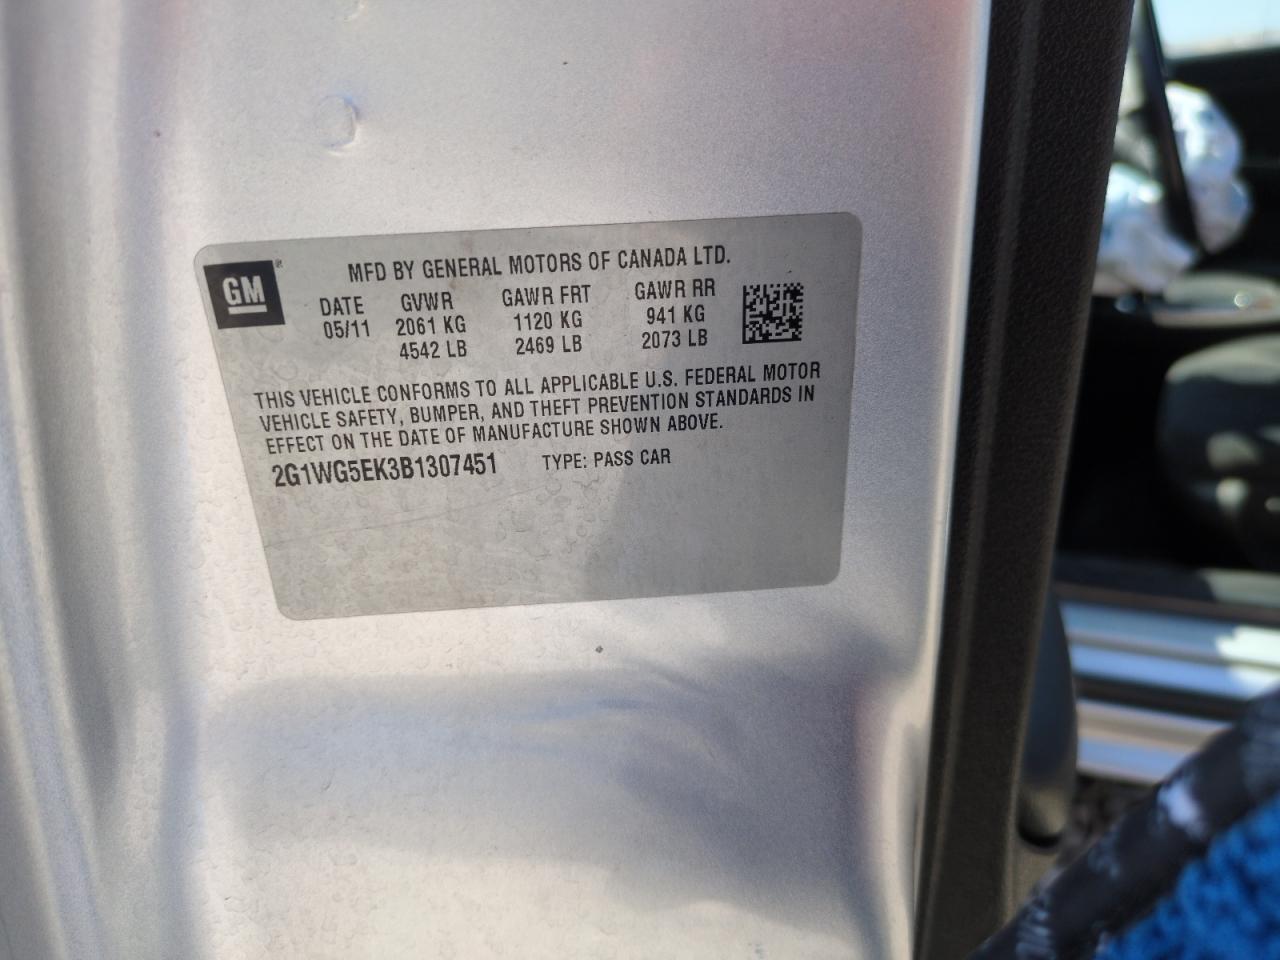 GM®
MFD BY GENERAL MOTORS OF CANADA LTD.
DATE GVWR GAWR FRT GAWR RR
05/11 2061 KG 1120 KG 941 KG
4542 LB 2469 LB 2073 LB
THIS VEHICLE CONFORMS TO ALL APPLICABLE U.S. FEDERAL MOTOR
VEHICLE SAFETY, BUMPER, AND THEFT PREVENTION STANDARDS IN
EFFECT ON THE DATE OF MANUFACTURE SHOWN ABOVE.
2G1WG5EK3B1307451 TYPE: PASS CAR